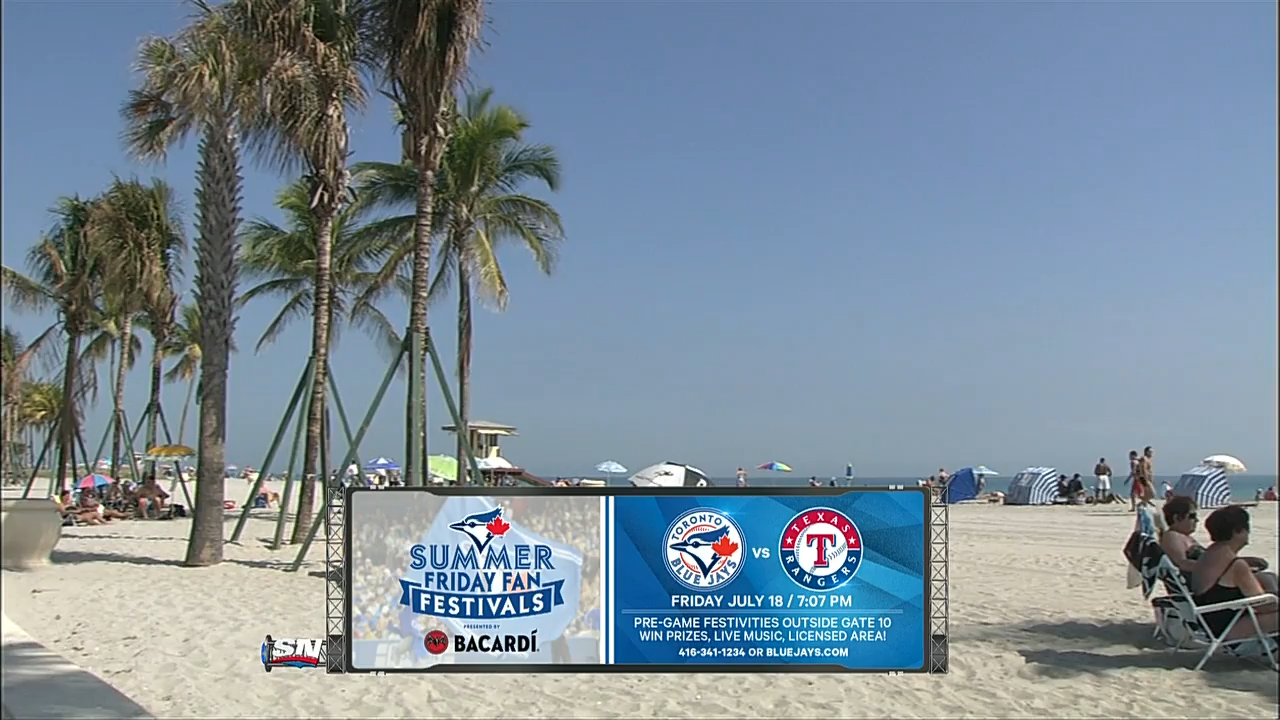 SUMMER
FRIDAY FAN
FESTIVALS
PRESENTED BY
BACARDÍ.
TORONTO
BLUE JAYS
VS
TEXAS
T
RANGERS
FRIDAY JULY 18 / 7:07 PM
PRE-GAME FESTIVITIES OUTSIDE GATE 10
WIN PRIZES, LIVE MUSIC, LICENSED AREA!
416-341-1234 OR BLUEJAYS.COM
SN